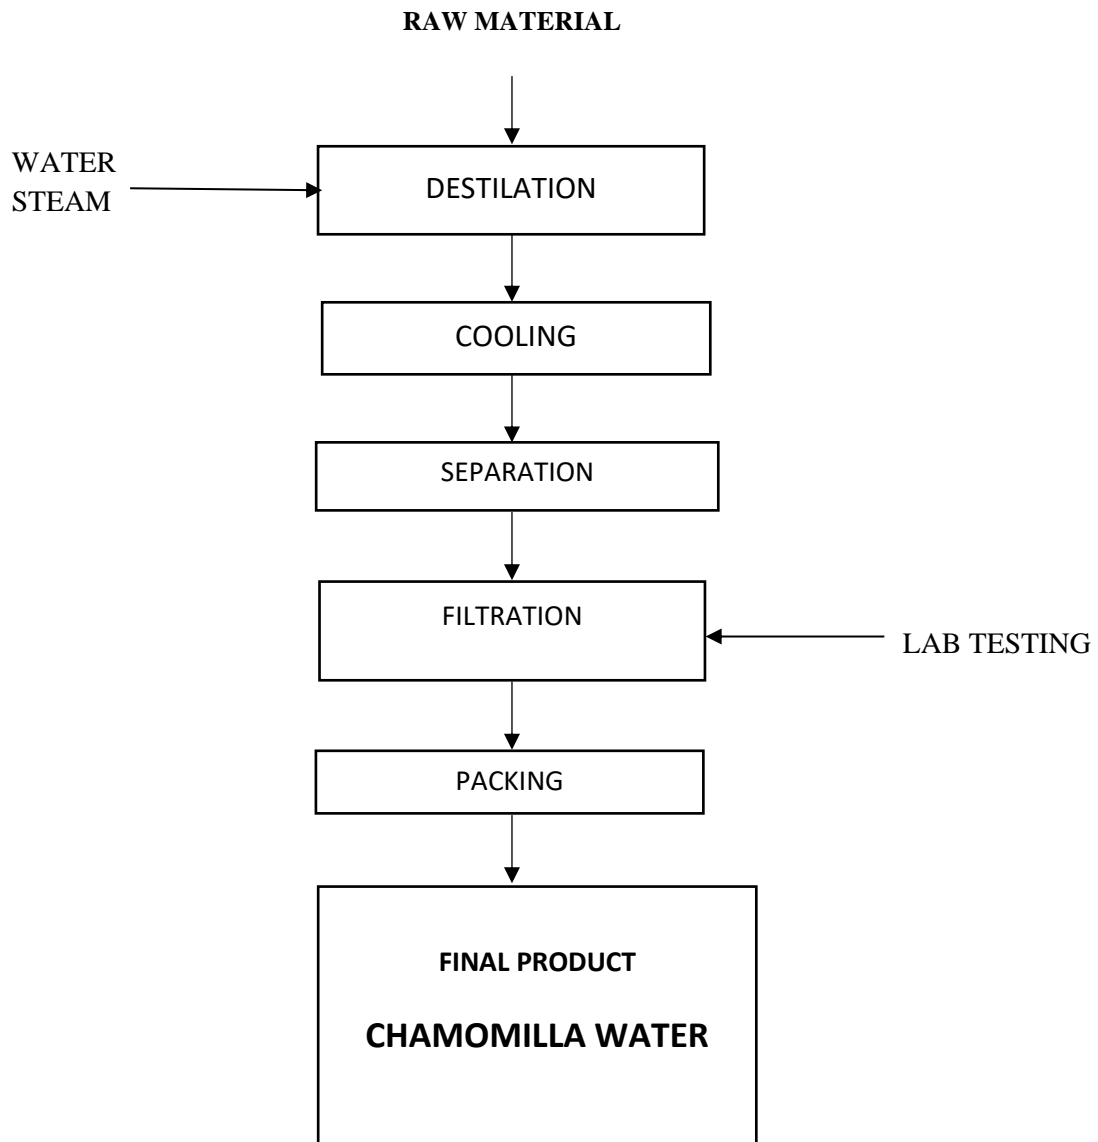 RAW MATERIAL
WATER
STEAM
DESTILATION
COOLING
SEPARATION
FILTRATION
LAB TESTING
PACKING
FINAL PRODUCT
CHAMOMILLA WATER